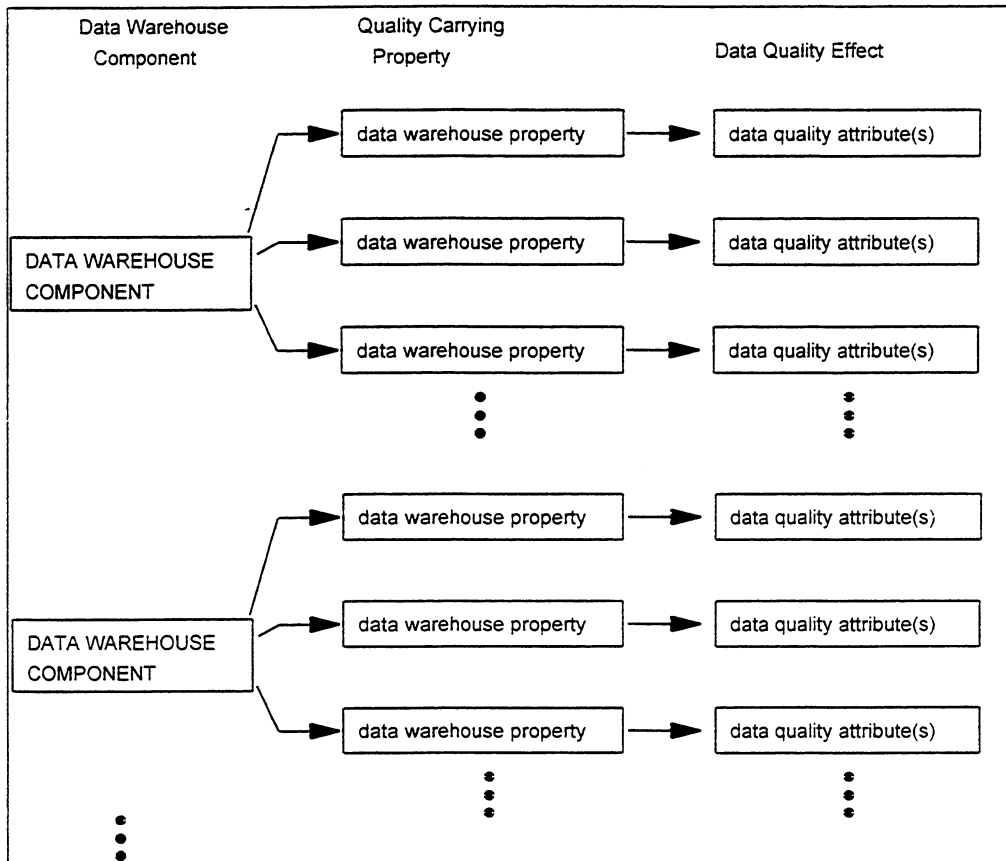 Data Warehouse
Component
Quality Carrying
Property
Data Quality Effect
data warehouse property
data quality attribute(s)
data warehouse property
data quality attribute(s)
DATA WAREHOUSE
COMPONENT
data warehouse property
data quality attribute(s)
data warehouse property
data quality attribute(s)
data warehouse property
data quality attribute(s)
DATA WAREHOUSE
COMPONENT
data warehouse property
data quality attribute(s)